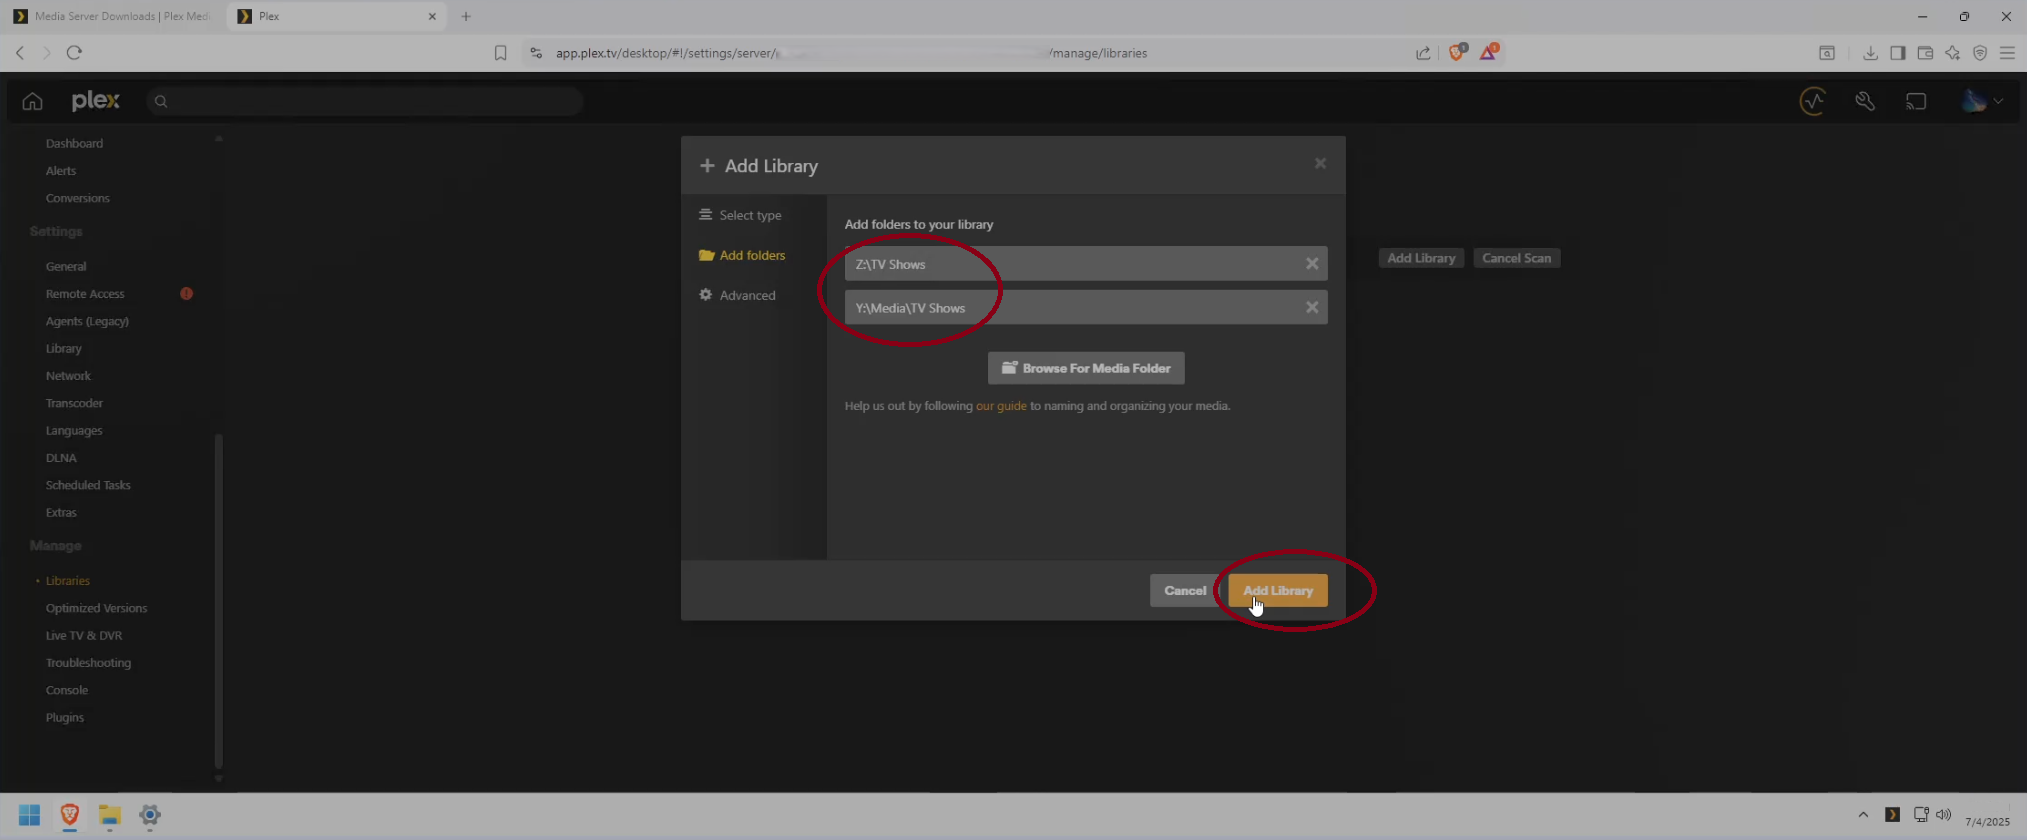 Media Server Downloads | Plex Medi
Plex
app.plex.tv/desktop/#!/settings/server/
/manage/libraries
plex
Dashboard
Alerts
Conversions
Settings
General
Remote Access
Agents (Legacy)
Library
Network
Transcoder
Languages
DLNA
Scheduled Tasks
Extras
Manage
Libraries
Optimized Versions
Live TV & DVR
Troubleshooting
Console
Plugins
Add Library
Select type
Add folders
Advanced
Add folders to your library
Z:\TV Shows
Y:\Media\TV Shows
Browse For Media Folder
Help us out by following our guide to naming and organizing your media.
Cancel
Add Library
Add Library
Cancel Scan
7/4/2025